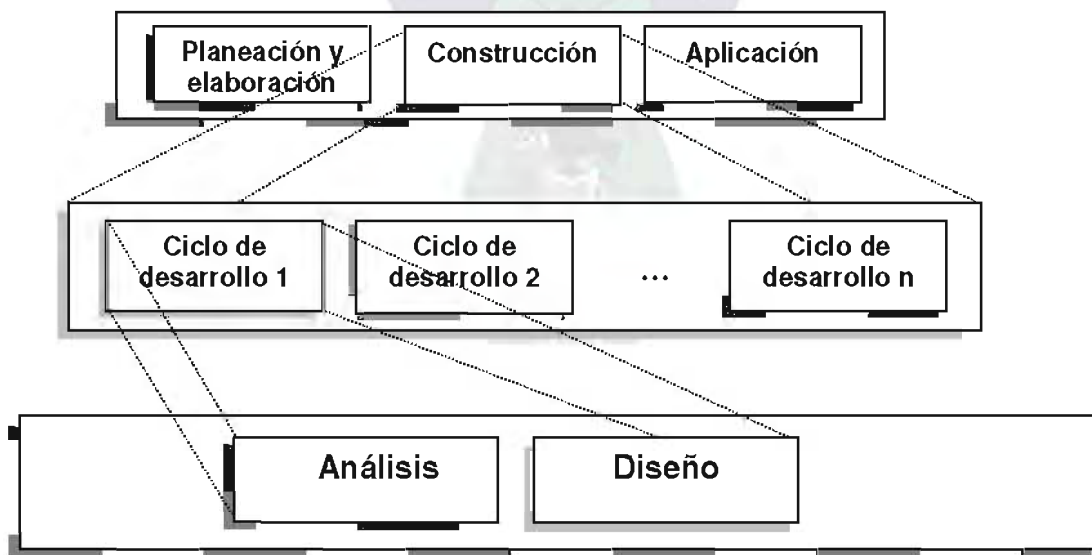 Planeación y
elaboración
Construcción
Aplicación
Ciclo de
desarrollo 1
Ciclo de
desarrollo 2
...
Ciclo de
desarrollo n
Análisis
Diseño